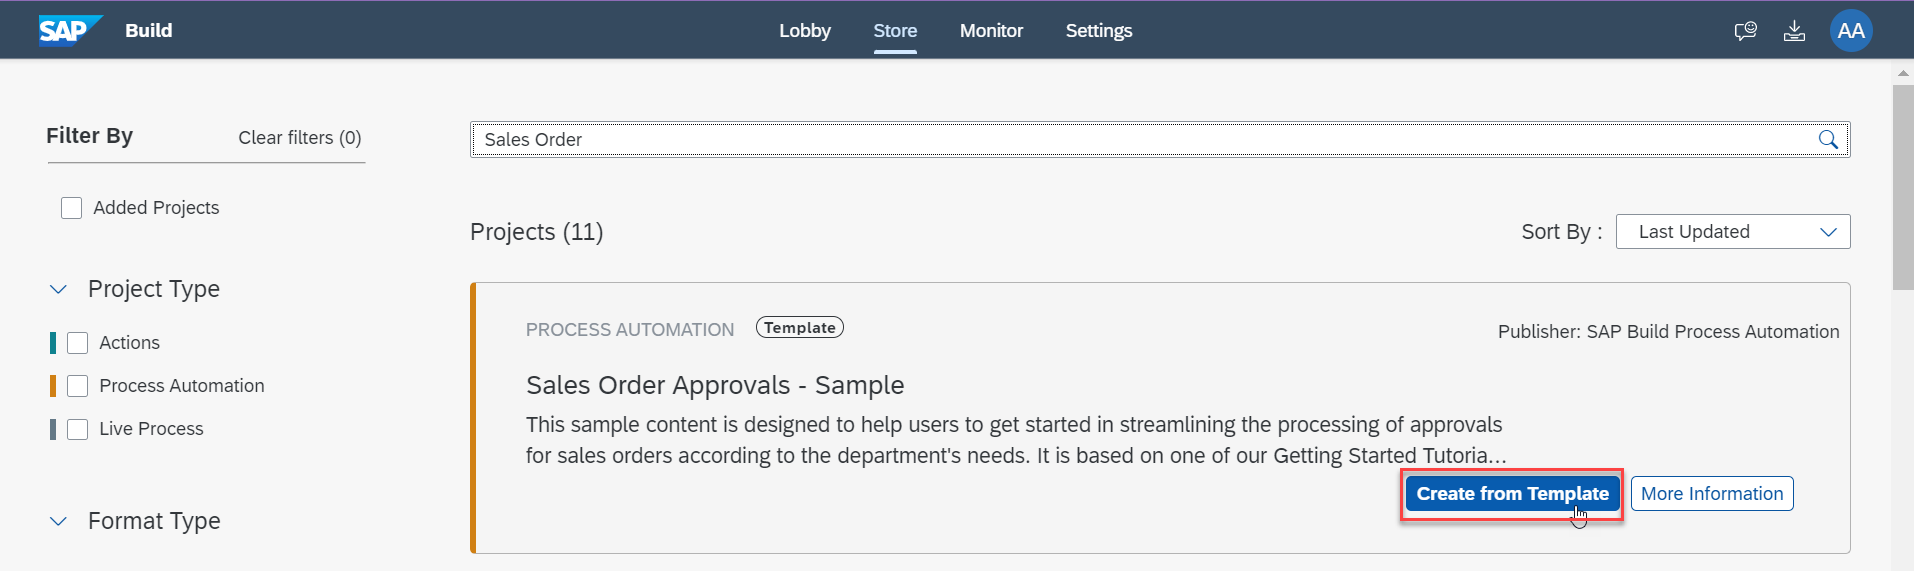 SAP Build Lobby Store Monitor Settings AA
Filter By Clear filters (0)
Sales Order
Added Projects
Projects (11) Sort By : Last Updated
Project Type
Actions
Process Automation
Live Process
Format Type
PROCESS AUTOMATION Template Publisher: SAP Build Process Automation
Sales Order Approvals - Sample
This sample content is designed to help users to get started in streamlining the processing of approvals
for sales orders according to the department's needs. It is based on one of our Getting Started Tutoria...
Create from Template More Information